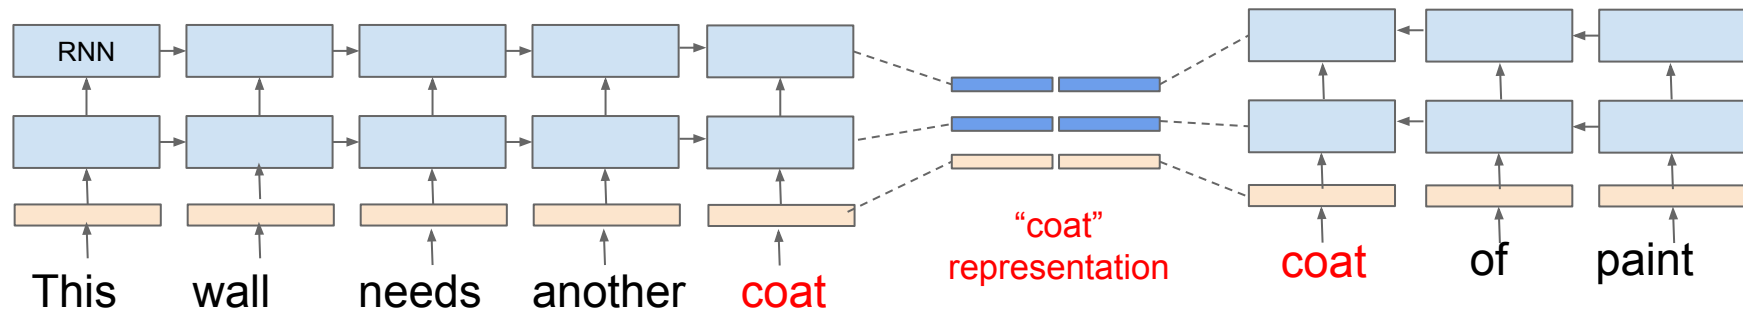 RNN
This wall needs another coat
“coat”
representation
coat of paint